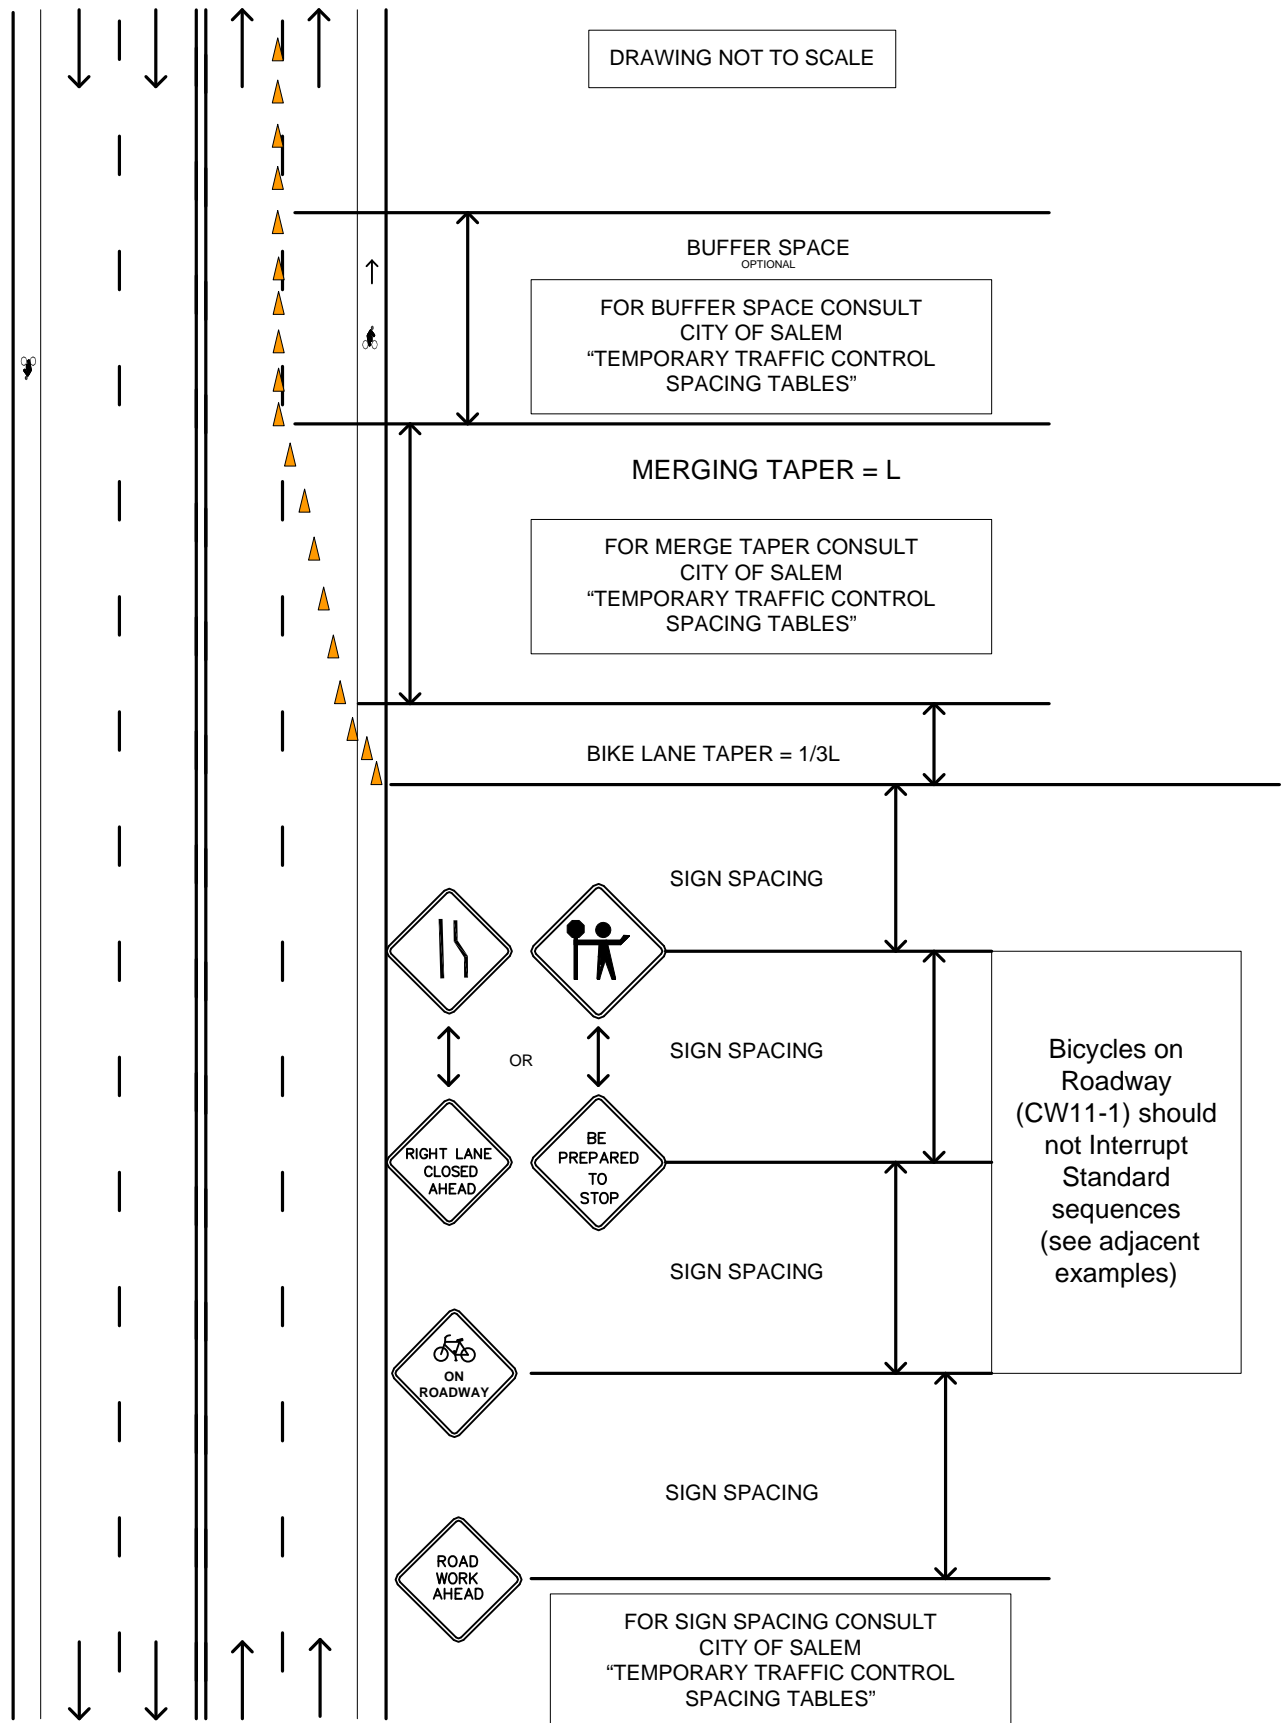 DRAWING NOT TO SCALE
BUFFER SPACE
OPTIONAL
FOR BUFFER SPACE CONSULT
CITY OF SALEM
“TEMPORARY TRAFFIC CONTROL
SPACING TABLES”
MERGING TAPER = L
FOR MERGE TAPER CONSULT
CITY OF SALEM
“TEMPORARY TRAFFIC CONTROL
SPACING TABLES”
BIKE LANE TAPER = 1/3L
SIGN SPACING
OR
SIGN SPACING
RIGHT LANE
CLOSED
AHEAD
BE
PREPARED
TO
STOP
Bicycles on
Roadway
(CW11-1) should
not Interrupt
Standard
sequences
(see adjacent
examples)
SIGN SPACING
ON
ROADWAY
SIGN SPACING
ROAD
WORK
AHEAD
FOR SIGN SPACING CONSULT
CITY OF SALEM
“TEMPORARY TRAFFIC CONTROL
SPACING TABLES”